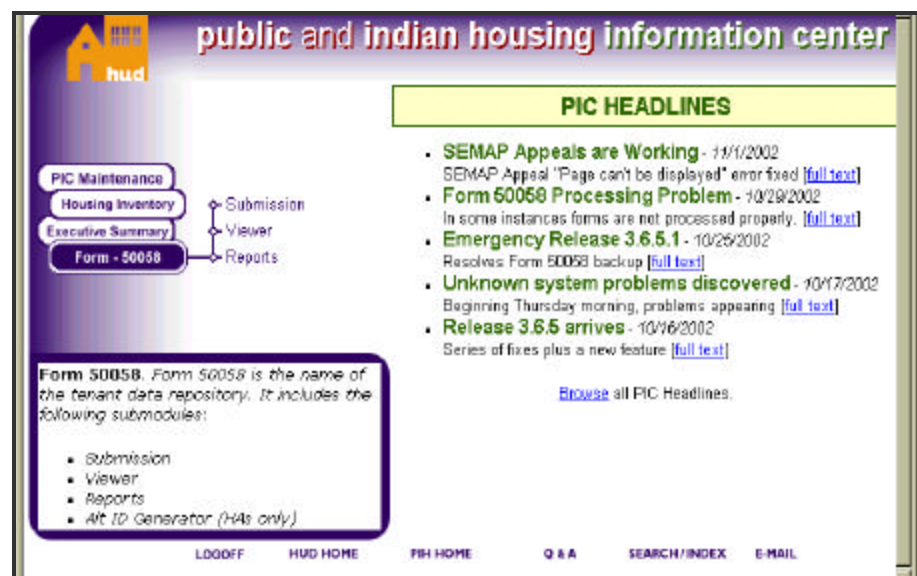 hud
public and indian housing information center
PIC Maintenance
Housing Inventory
Executive Summary
Form - 50058
Submission
Viewer
Reports
Form 50058. Form 50058 is the name of
the tenant data repository. It includes the
following submodules:
• Submission
• Viewer
• Reports
• Alt ID Generator (HAs only)
PIC HEADLINES
• SEMAP Appeals are Working - 11/1/2002
SEMAP Appeal "Page can't be displayed" error fixed [full text]
• Form 50058 Processing Problem - 10/29/2002
In some instances forms are not processed properly. [full text]
• Emergency Release 3.6.5.1 - 10/25/2002
Resolves Form 50058 backup [full text]
• Unknown system problems discovered - 10/17/2002
Beginning Thursday morning, problems appearing [full text]
• Release 3.6.5 arrives - 10/16/2002
Series of fixes plus a new feature [full text]
Browse all PIC Headlines.
LOGOFF HUD HOME PIH HOME Q & A SEARCH/INDEX E-MAIL